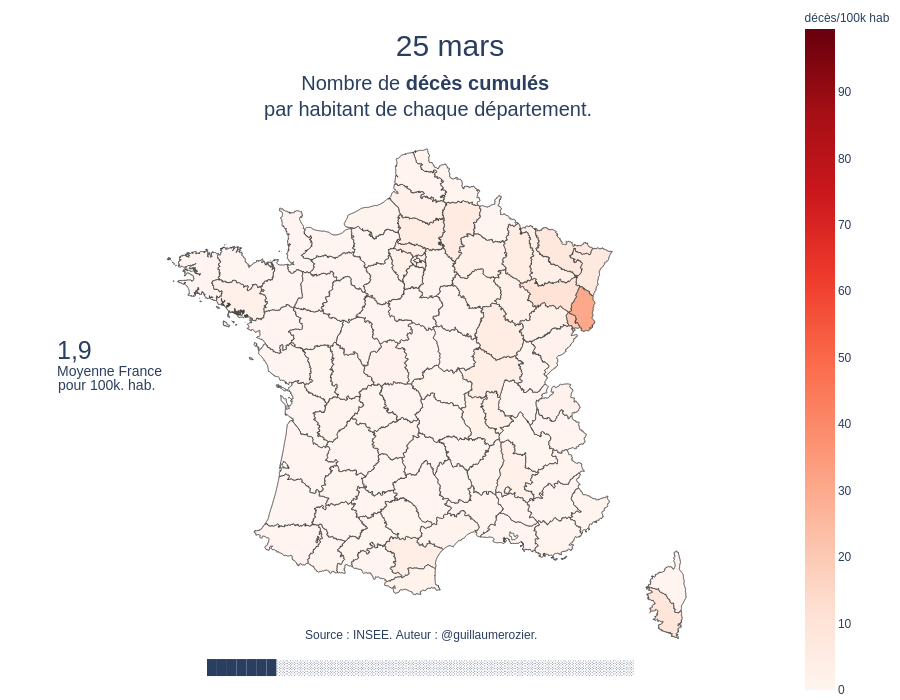 décès/100k hab
25 mars
Nombre de décès cumulés
par habitant de chaque département.
90
80
70
60
50
40
30
20
10
0
1,9
Moyenne France
pour 100k. hab.
Source : INSEE. Auteur : @guillaumerozier.